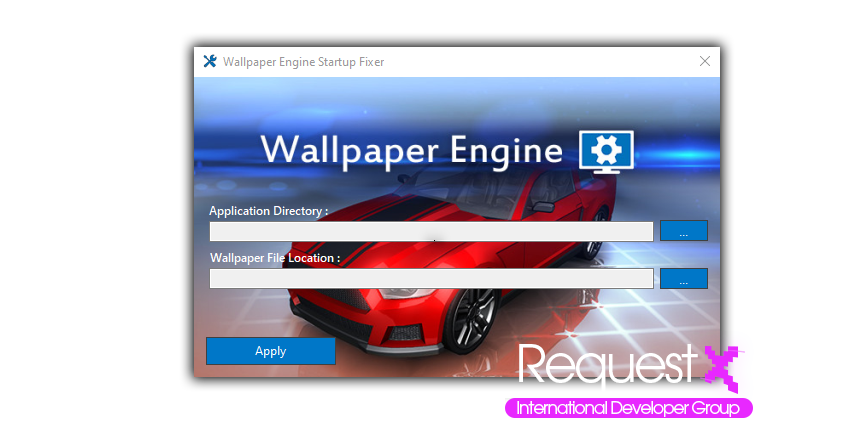 Wallpaper Engine Startup Fixer
Wallpaper Engine
Application Directory :
...
Wallpaper File Location :
...
Apply
RequestX
International Developer Group